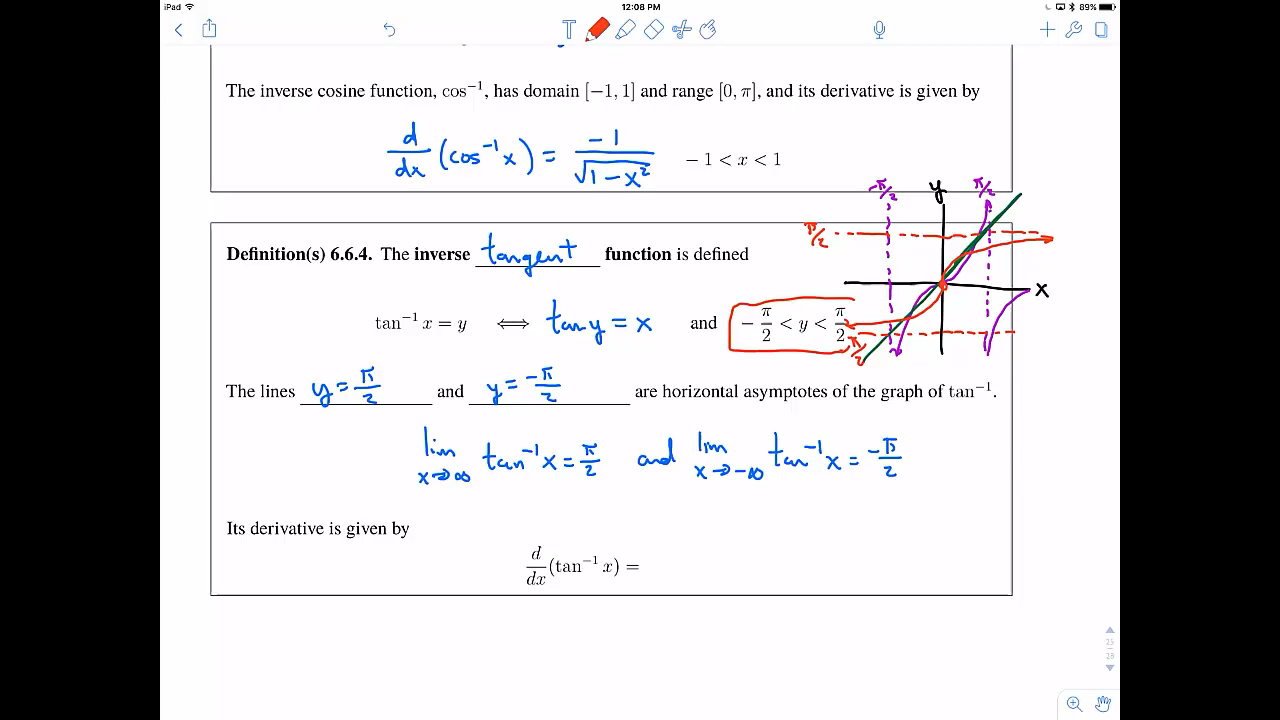 iPad 12:08 PM 89%
T
The inverse cosine function, cos⁻¹, has domain [−1, 1] and range [0, π], and its derivative is given by
d/dx (cos⁻¹ x) = −1/√(1−x²) −1 < x < 1
y
−π/2 π/2
π/2
x
−π/2
Definition(s) 6.6.4. The inverse tangent function is defined
tan⁻¹ x = y ⟺ tan y = x and −π/2 < y < π/2
The lines y = π/2 and y = −π/2 are horizontal asymptotes of the graph of tan⁻¹.
lim x→∞ tan⁻¹ x = π/2 and lim x→−∞ tan⁻¹ x = −π/2
Its derivative is given by
d/dx (tan⁻¹ x) =
25
28